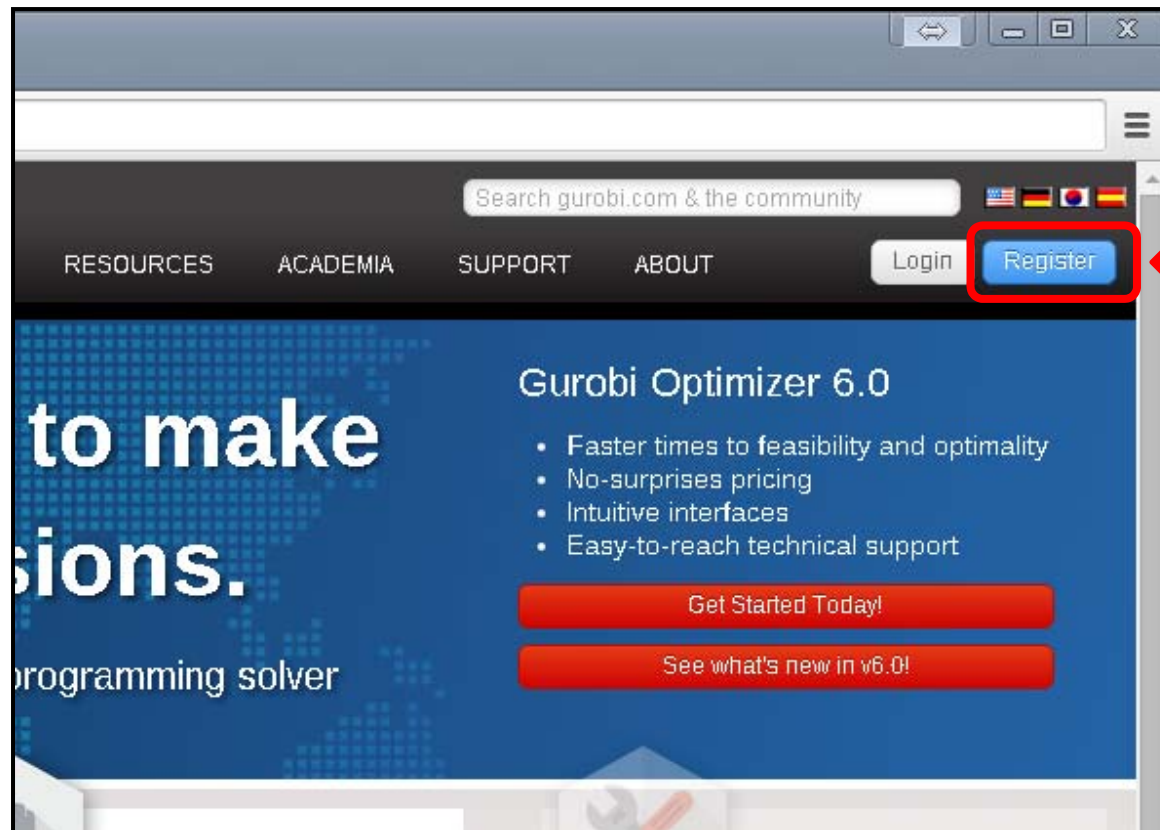 Search gurobi.com & the community
RESOURCES ACADEMIA SUPPORT ABOUT Login Register
to make
sions.
programming solver
Gurobi Optimizer 6.0
• Faster times to feasibility and optimality
• No-surprises pricing
• Intuitive interfaces
• Easy-to-reach technical support
Get Started Today!
See what's new in v6.0!